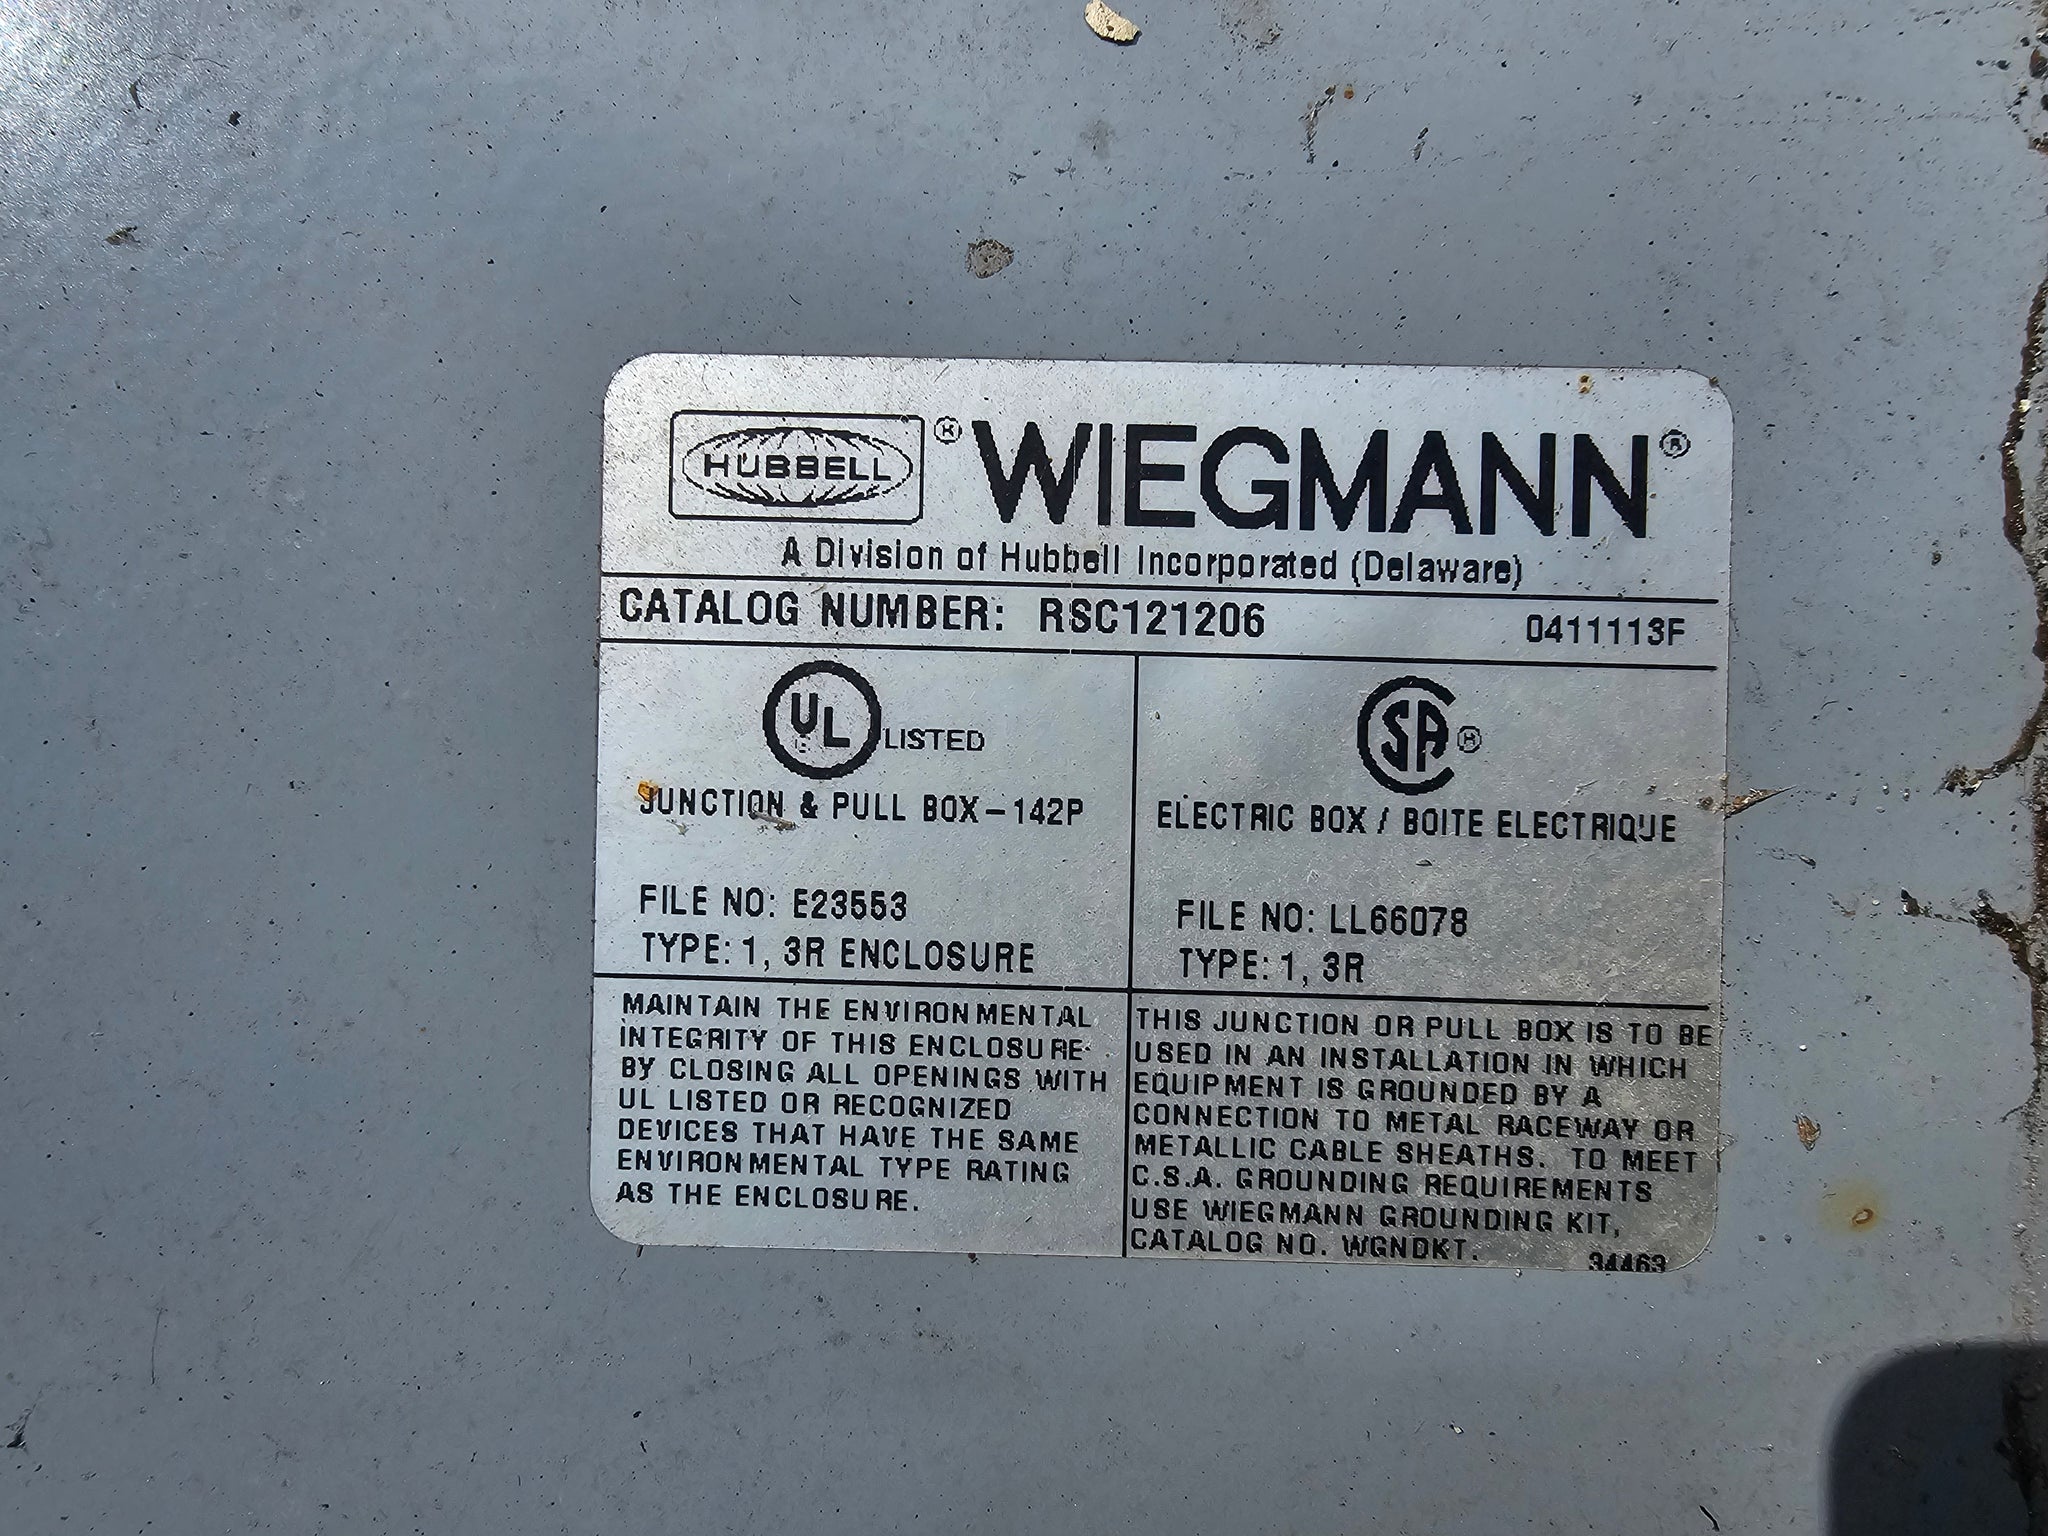 HUBBELL ® WIEGMANN ®
A Division of Hubbell Incorporated (Delaware)
CATALOG NUMBER: RSC121206 0411113F
UL LISTED
JUNCTION & PULL BOX-142P
FILE NO: E23553
TYPE: 1, 3R ENCLOSURE
CSA ®
ELECTRIC BOX / BOITE ELECTRIQUE
FILE NO: LL66078
TYPE: 1, 3R
MAINTAIN THE ENVIRONMENTAL
INTEGRITY OF THIS ENCLOSURE
BY CLOSING ALL OPENINGS WITH
UL LISTED OR RECOGNIZED
DEVICES THAT HAVE THE SAME
ENVIRONMENTAL TYPE RATING
AS THE ENCLOSURE.
THIS JUNCTION OR PULL BOX IS TO BE
USED IN AN INSTALLATION IN WHICH
EQUIPMENT IS GROUNDED BY A
CONNECTION TO METAL RACEWAY OR
METALLIC CABLE SHEATHS. TO MEET
C.S.A. GROUNDING REQUIREMENTS
USE WIEGMANN GROUNDING KIT,
CATALOG NO. WGNDKT.
34463